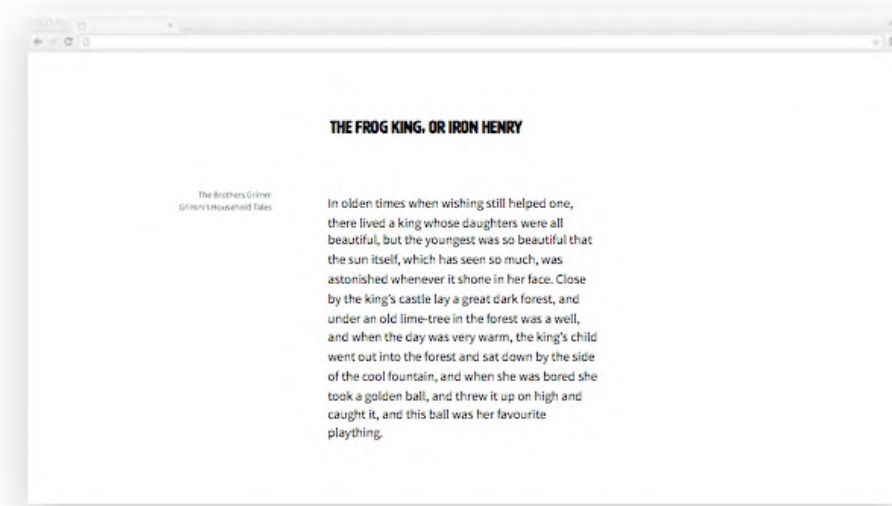 THE FROG KING, OR IRON HENRY
The Brothers Grimm
Grimm's Household Tales
In olden times when wishing still helped one,
there lived a king whose daughters were all
beautiful, but the youngest was so beautiful that
the sun itself, which has seen so much, was
astonished whenever it shone in her face. Close
by the king's castle lay a great dark forest, and
under an old lime-tree in the forest was a well,
and when the day was very warm, the king's child
went out into the forest and sat down by the side
of the cool fountain, and when she was bored she
took a golden ball, and threw it up on high and
caught it, and this ball was her favourite
plaything.